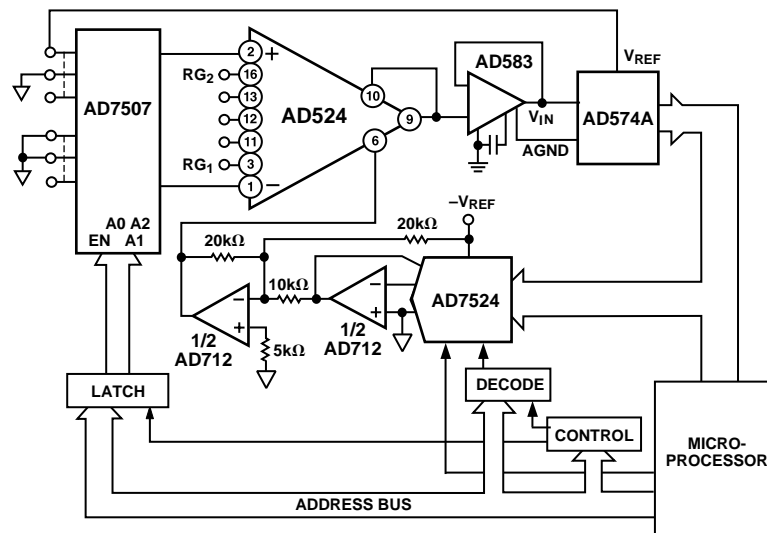 AD7507
A0 A2
EN A1
RG2
RG1
2
+
16
13
12
11
3
1
−
AD524
10
9
6
AD583
VIN
AGND
VREF
AD574A
−VREF
20kΩ
20kΩ
10kΩ
5kΩ
−
+
1/2
AD712
−
+
1/2
AD712
AD7524
LATCH
DECODE
CONTROL
MICRO-
PROCESSOR
ADDRESS BUS